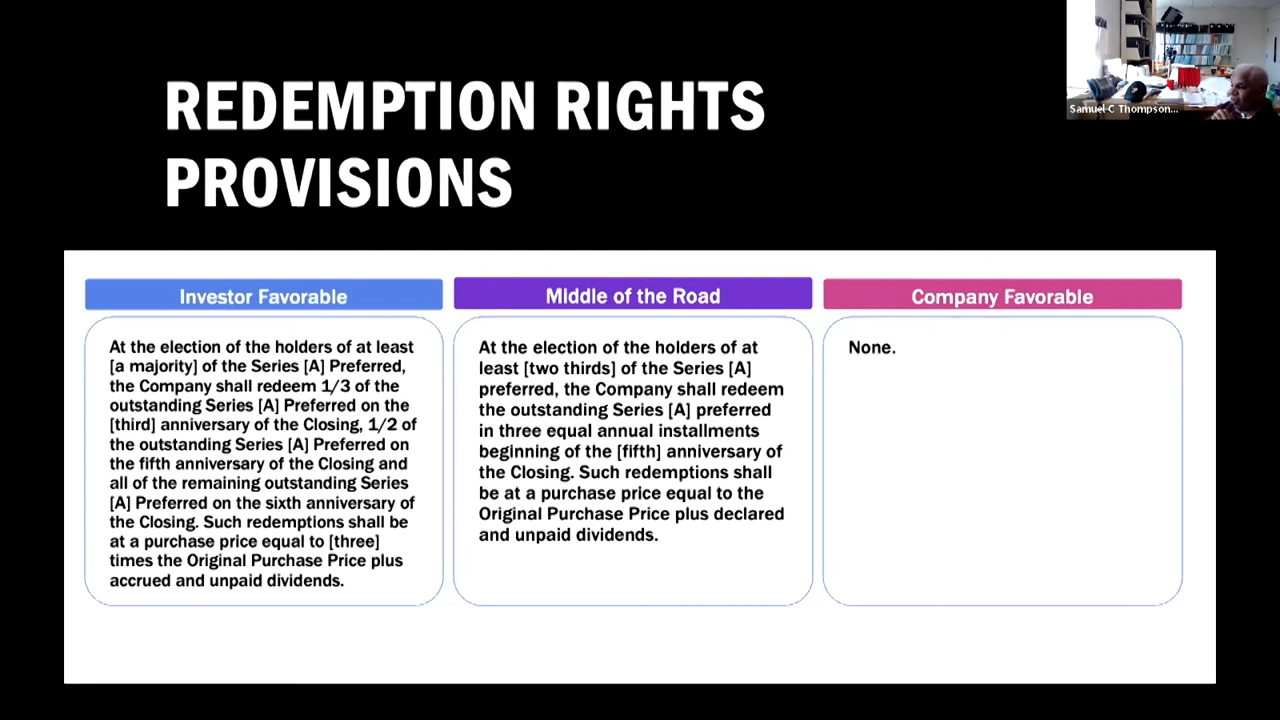 REDEMPTION RIGHTS
PROVISIONS
Samuel C Thompson...
Investor Favorable
At the election of the holders of at least
[a majority] of the Series [A] Preferred,
the Company shall redeem 1/3 of the
outstanding Series [A] Preferred on the
[third] anniversary of the Closing, 1/2 of
the outstanding Series [A] Preferred on
the fifth anniversary of the Closing and
all of the remaining outstanding Series
[A] Preferred on the sixth anniversary of
the Closing. Such redemptions shall be
at a purchase price equal to [three]
times the Original Purchase Price plus
accrued and unpaid dividends.
MIddle of the Road
At the election of the holders of at
least [two thirds] of the Series [A]
preferred, the Company shall redeem
the outstanding Series [A] preferred
in three equal annual installments
beginning of the [fifth] anniversary of
the Closing. Such redemptions shall
be at a purchase price equal to the
Original Purchase Price plus declared
and unpaid dividends.
Company Favorable
None.